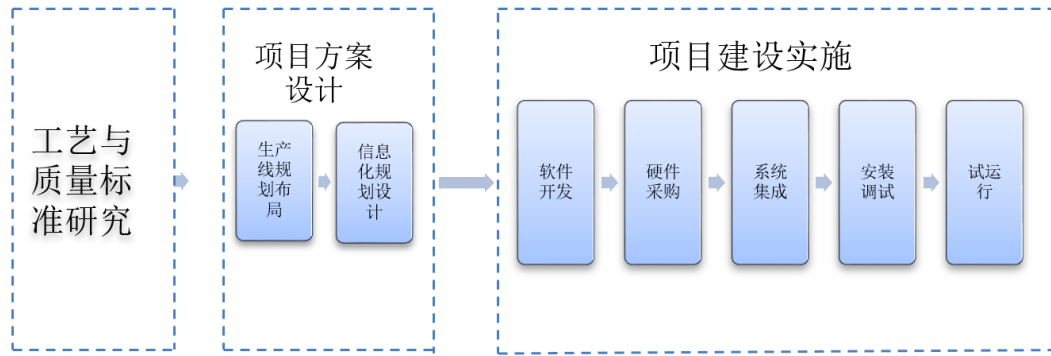 工艺与
质量标
准研究
项目方案
设计
生产
线规
划布
局
信息
化规
划设
计
项目建设实施
软件
开发
硬件
采购
系统
集成
安装
调试
试运
行